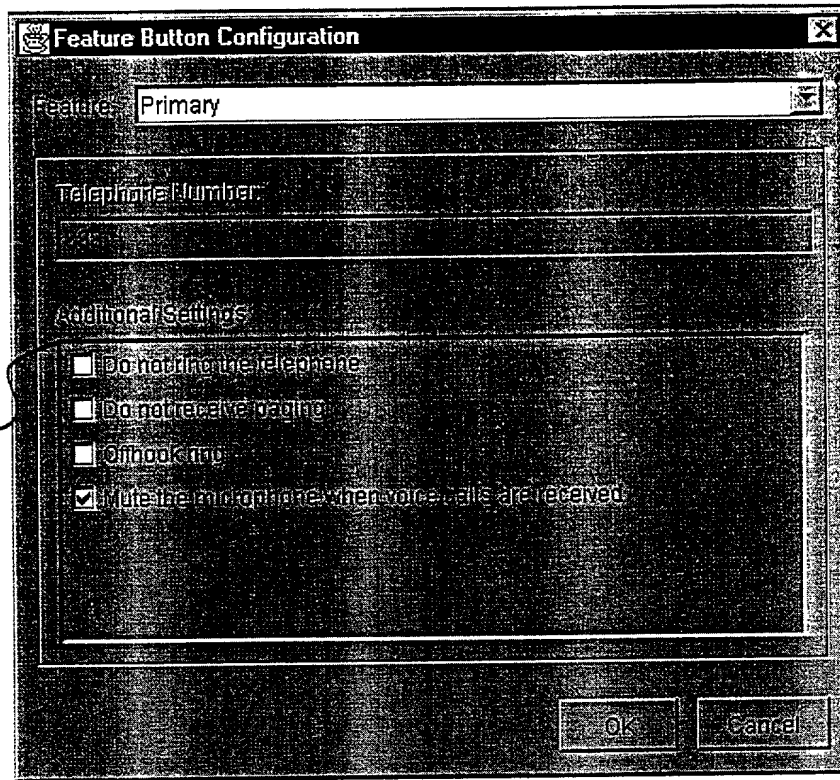 Feature Button Configuration
Feature: Primary
Telephone Number:
Additional Settings:
Do not ring the telephone
Do not receive paging
Offhook ring
Mute the microphone when voice calls are received
OK
Cancel